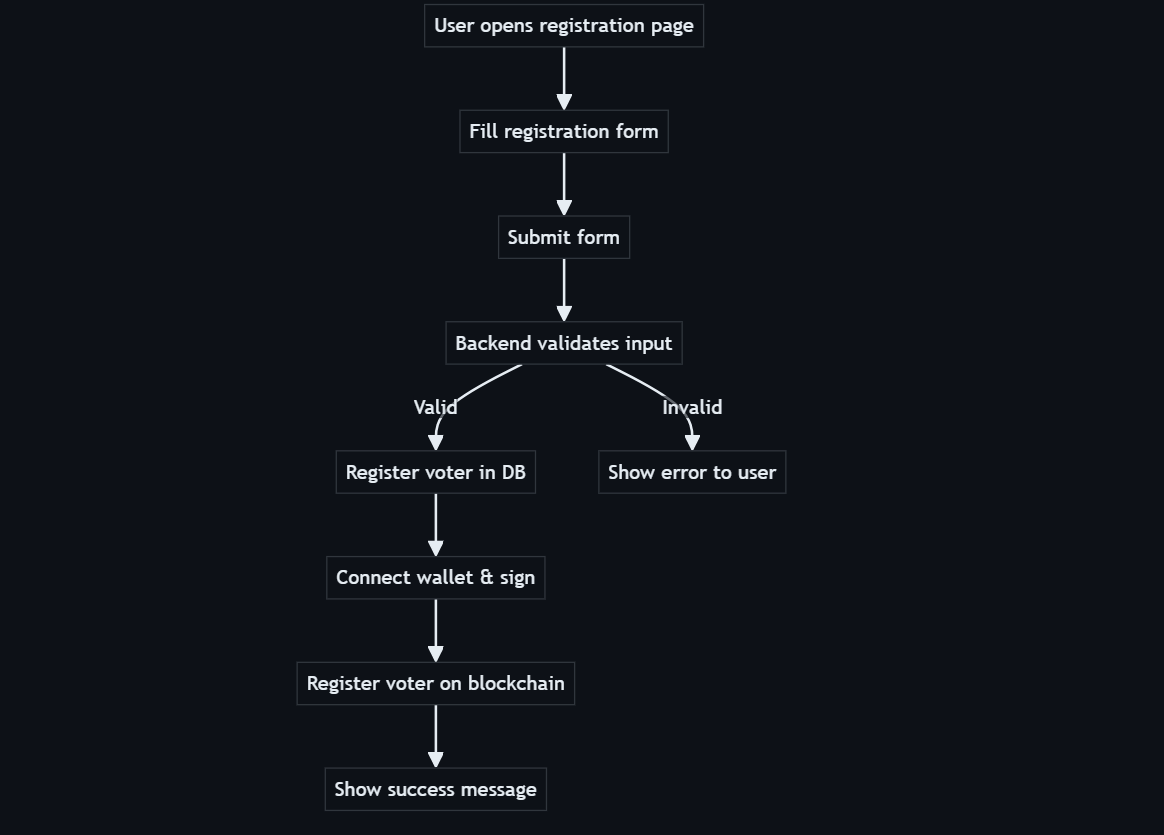 User opens registration page
Fill registration form
Submit form
Backend validates input
Valid
Invalid
Register voter in DB
Show error to user
Connect wallet & sign
Register voter on blockchain
Show success message